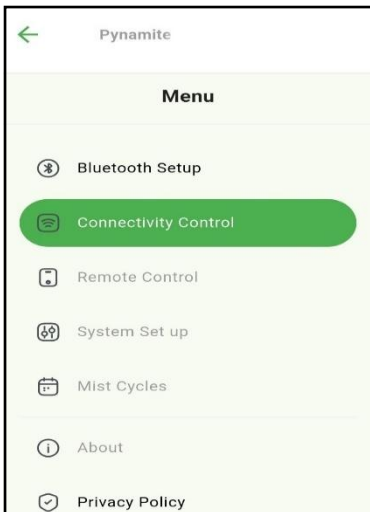 Pynamite
Menu
Bluetooth Setup
Connectivity Control
Remote Control
System Set up
Mist Cycles
About
Privacy Policy